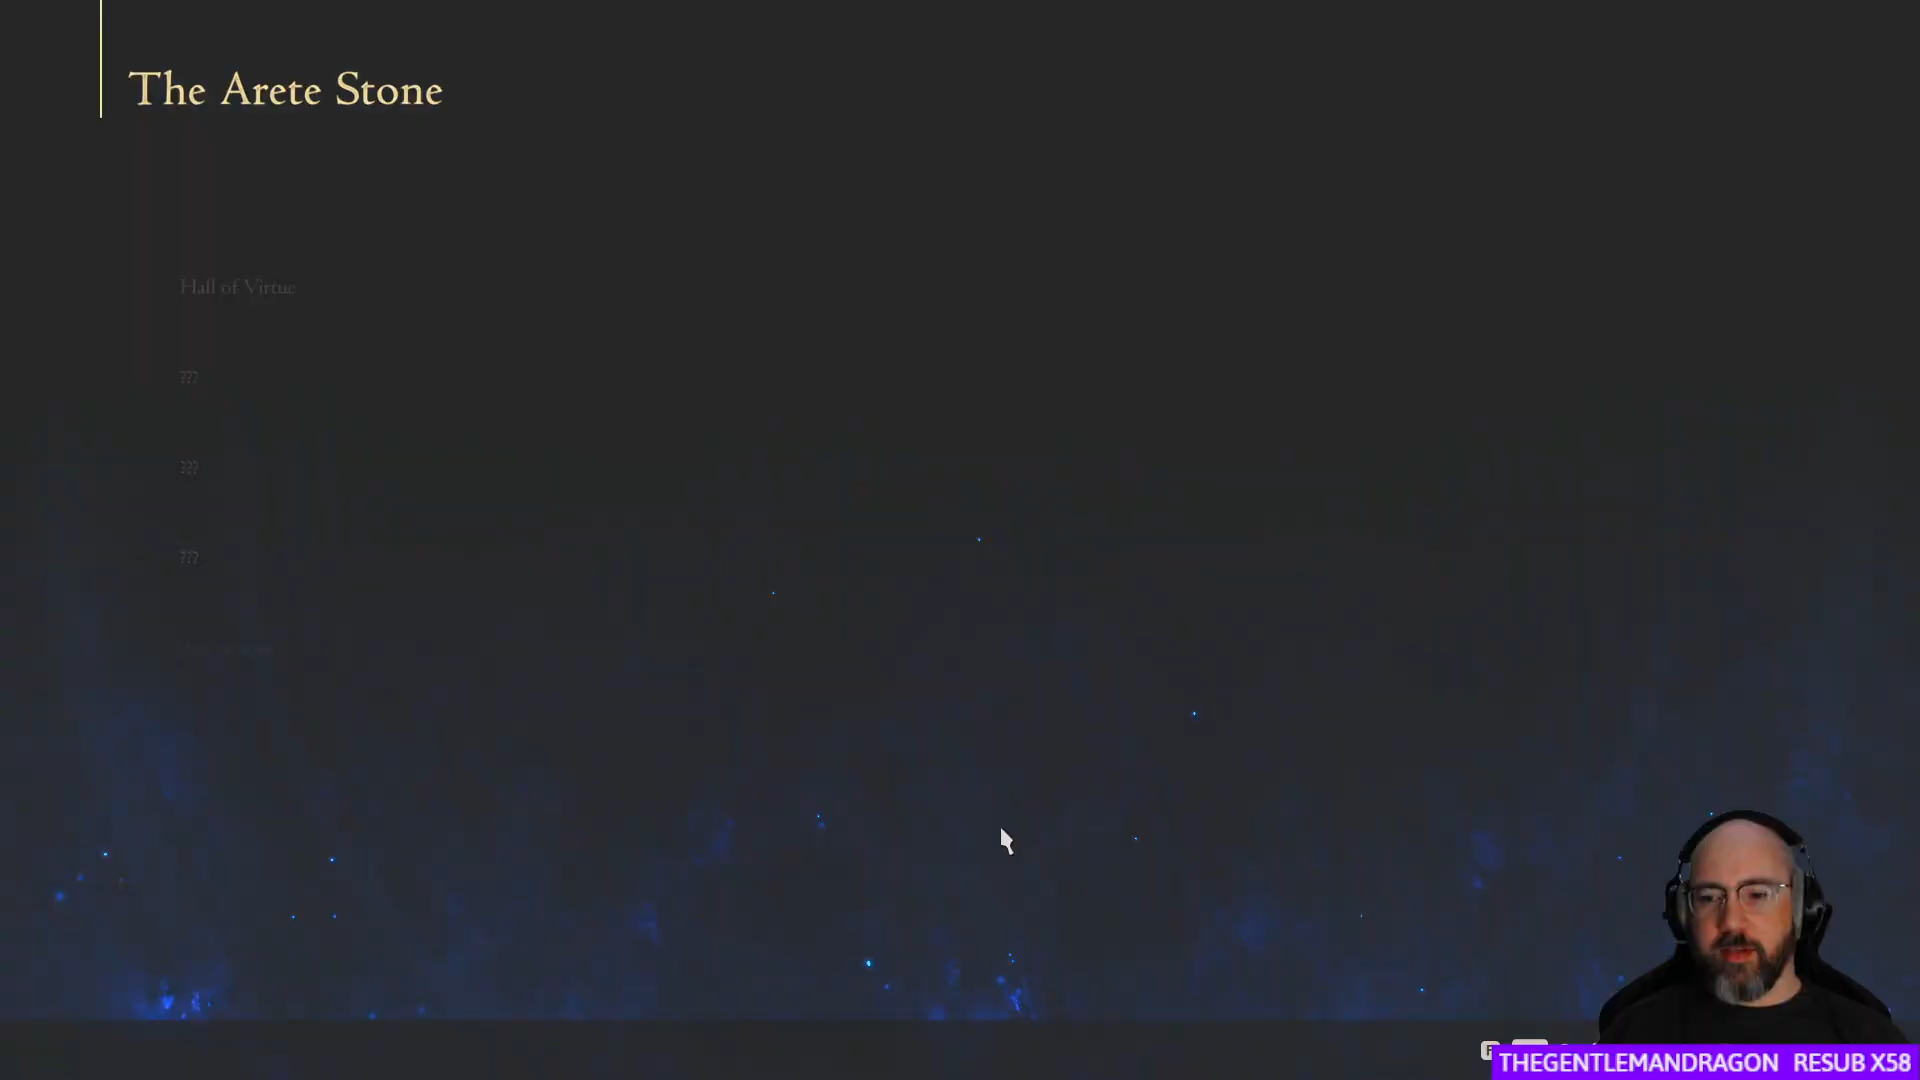 The Arete Stone
Hall of Virtue
???
???
???
THEGENTLEMANDRAGON RESUB X58